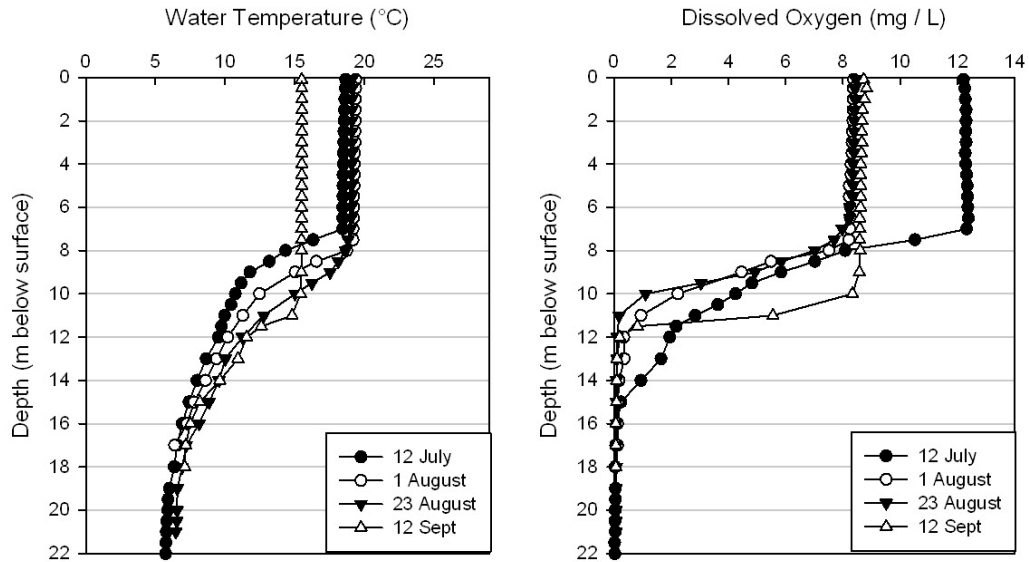 Water Temperature (°C)
0 5 10 15 20 25
0
2
4
6
8
10
12
14
16
18
20
22
Depth (m below surface)
12 July
1 August
23 August
12 Sept
Dissolved Oxygen (mg / L)
0 2 4 6 8 10 12 14
0
2
4
6
8
10
12
14
16
18
20
22
Depth (m below surface)
12 July
1 August
23 August
12 Sept